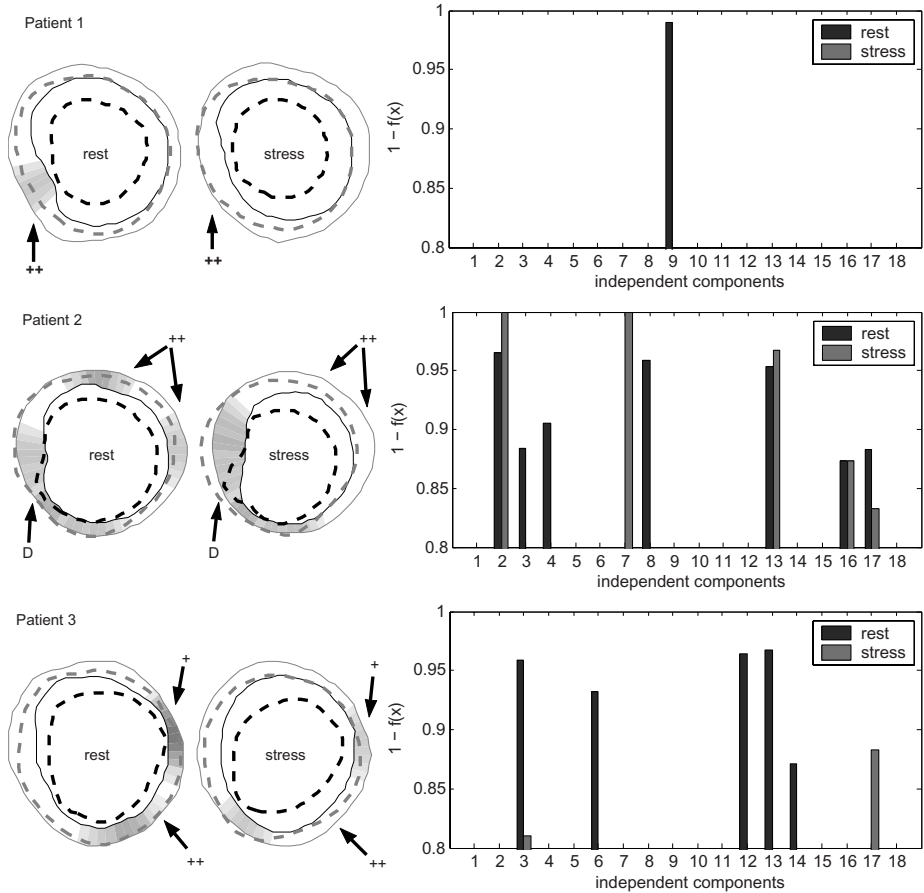 Patient 1
rest
stress
++
++
1
0.95
0.9
0.85
0.8
1 − f(x)
rest
stress
1 2 3 4 5 6 7 8 9 10 11 12 13 14 15 16 17 18
independent components
Patient 2
++
++
rest
stress
D
D
1
0.95
0.9
0.85
0.8
1 − f(x)
rest
stress
1 2 3 4 5 6 7 8 9 10 11 12 13 14 15 16 17 18
independent components
Patient 3
+
+
rest
stress
++
++
1
0.95
0.9
0.85
0.8
1 − f(x)
rest
stress
1 2 3 4 5 6 7 8 9 10 11 12 13 14 15 16 17 18
independent components